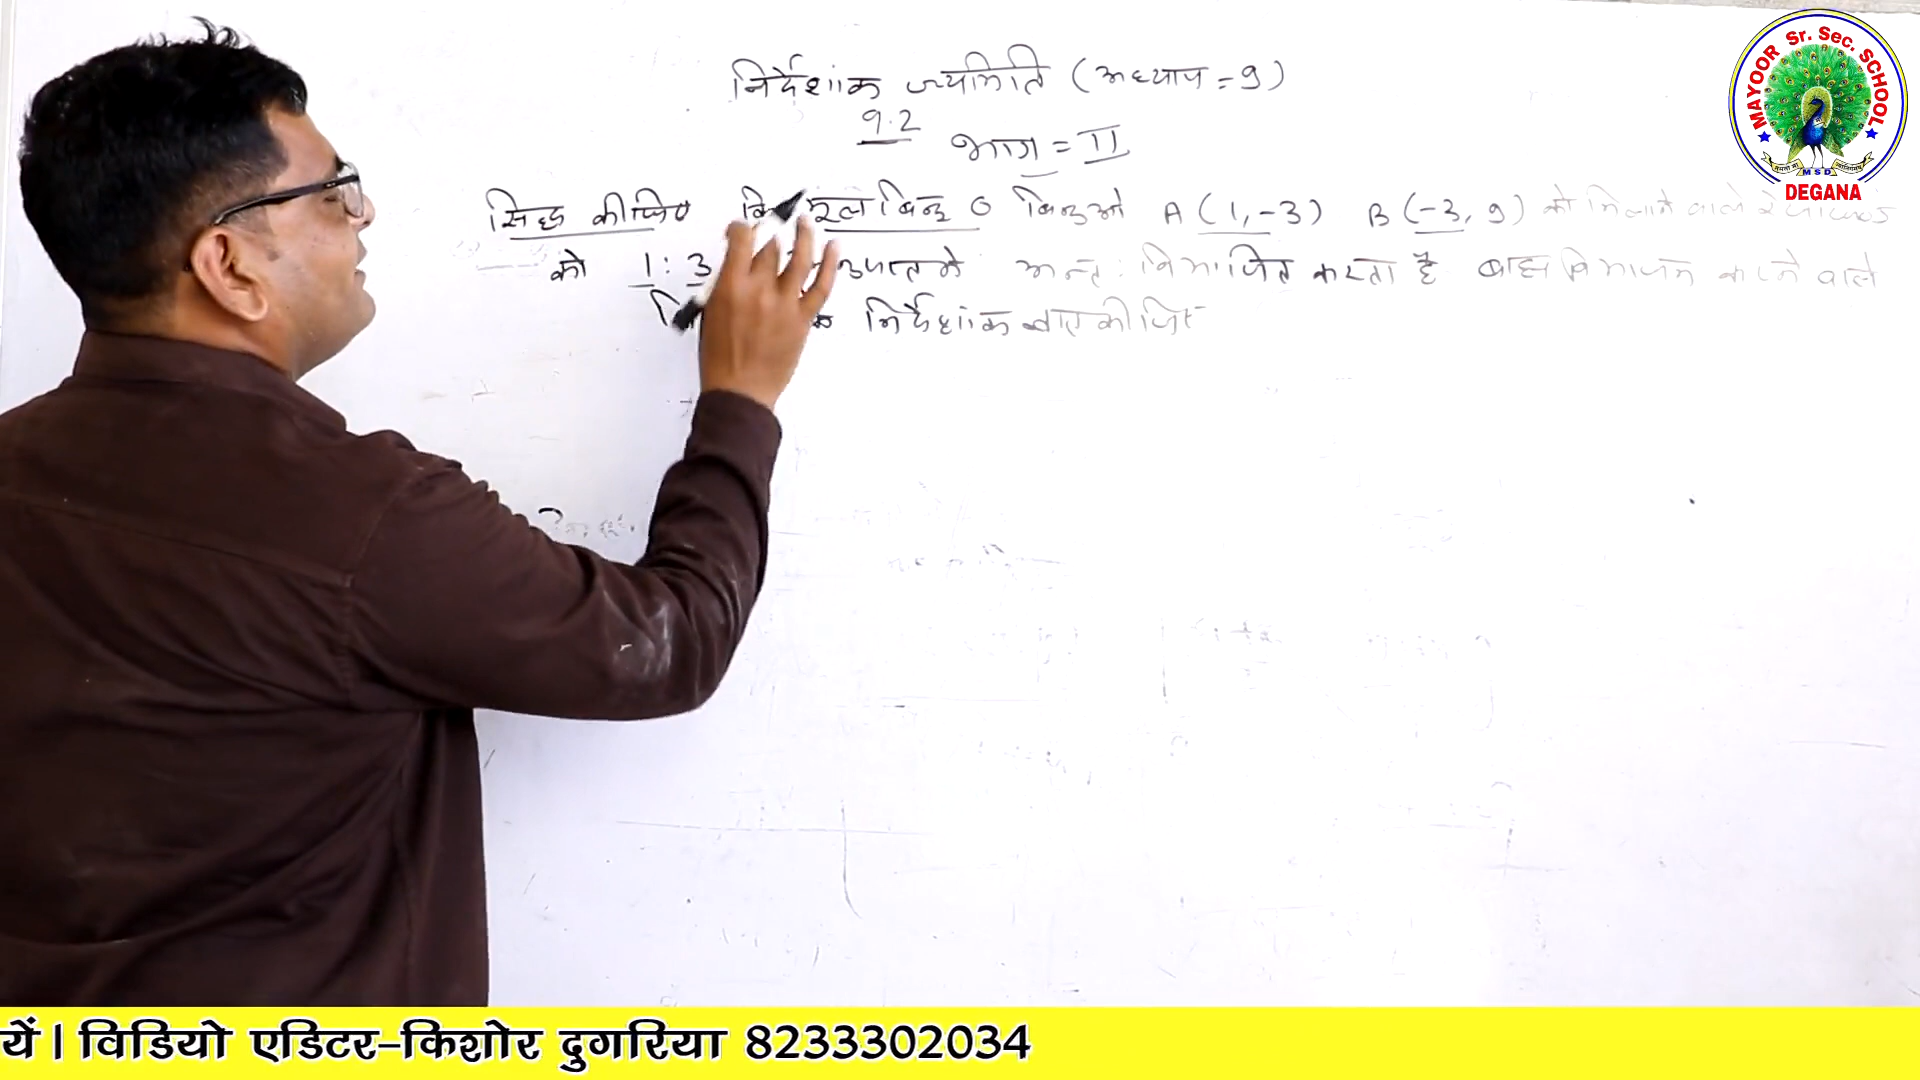 निर्देशांक ज्यामिति (अध्याय = 9)
9.2
भाग = II
सिद्ध कीजिए कि मूल बिन्दु O बिन्दुओ A (1, -3) B (-3, 9) को मिलाने वाले रेखाखण्ड
को 1 : 3 अनुपात मे अन्त : विभाजित करता है बाह्य विभाजन करने वाले
निर्देशांक ज्ञात कीजिए
MAYOOR Sr. Sec. SCHOOL
MSD
DEGANA
यें । विडियो एडिटर-किशोर दुगरिया 8233302034